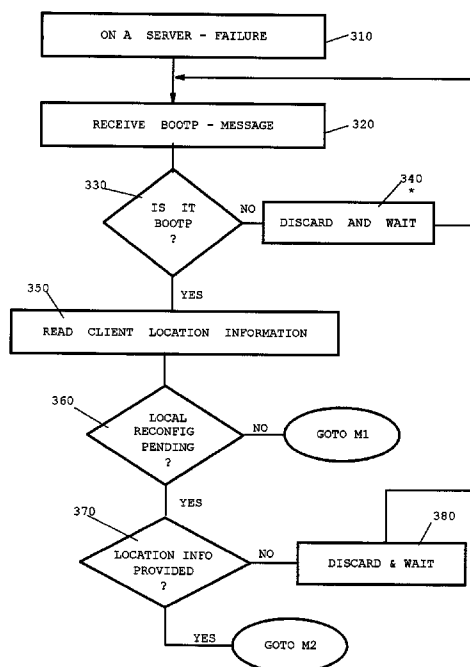 ON A SERVER - FAILURE
310
RECEIVE BOOTP - MESSAGE
320
330
IS IT
BOOTP
?
NO
340
*
DISCARD AND WAIT
YES
350
READ CLIENT LOCATION INFORMATION
360
LOCAL
RECONFIG
PENDING
?
NO
GOTO M1
YES
370
LOCATION INFO
PROVIDED
?
NO
380
DISCARD & WAIT
YES
GOTO M2